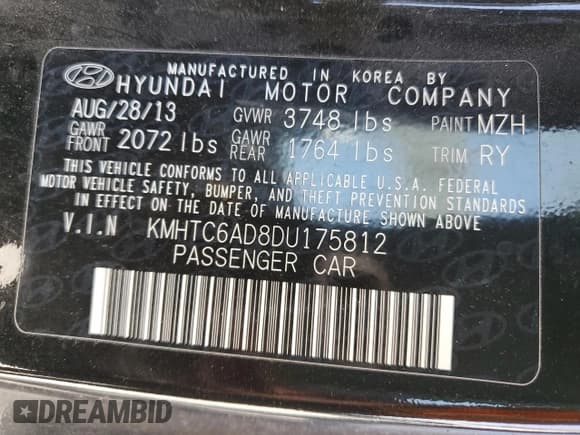 MANUFACTURED IN KOREA BY
HYUNDAI MOTOR COMPANY
AUG/28/13 GVWR 3748 lbs PAINT MZH
GAWR FRONT 2072 lbs GAWR REAR 1764 lbs TRIM RY
THIS VEHICLE CONFORMS TO ALL APPLICABLE U.S.A. FEDERAL
MOTOR VEHICLE SAFETY, BUMPER, AND THEFT PREVENTION STANDARDS
IN EFFECT ON THE DATE OF MANUFACTURE SHOWN ABOVE.
V.I.N KMHTC6AD8DU175812
PASSENGER CAR
DREAMBID